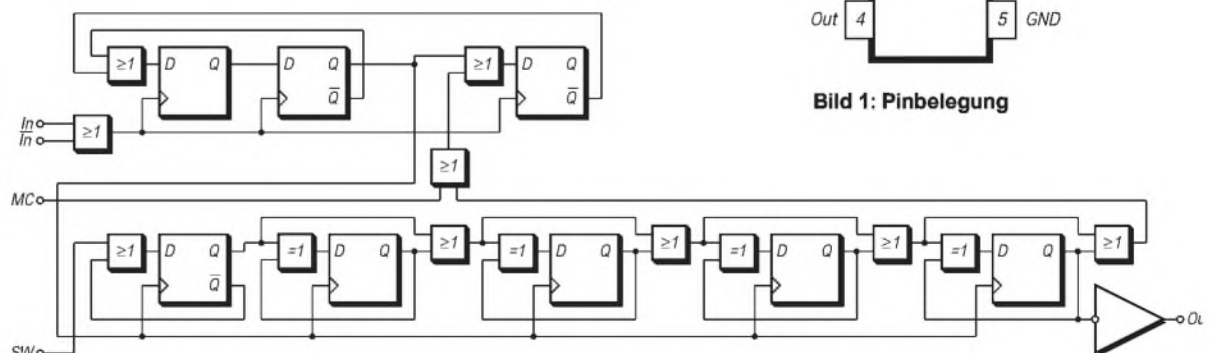 Out 4 5 GND
Bild 1: Pinbelegung
≥1 D Q D Q Q̅ ≥1 D Q Q̅
In
I̅n̅ ≥1
≥1
MC
≥1 D Q Q̅ =1 D Q ≥1 =1 D Q ≥1 =1 D Q ≥1 =1 D Q ≥1
SW